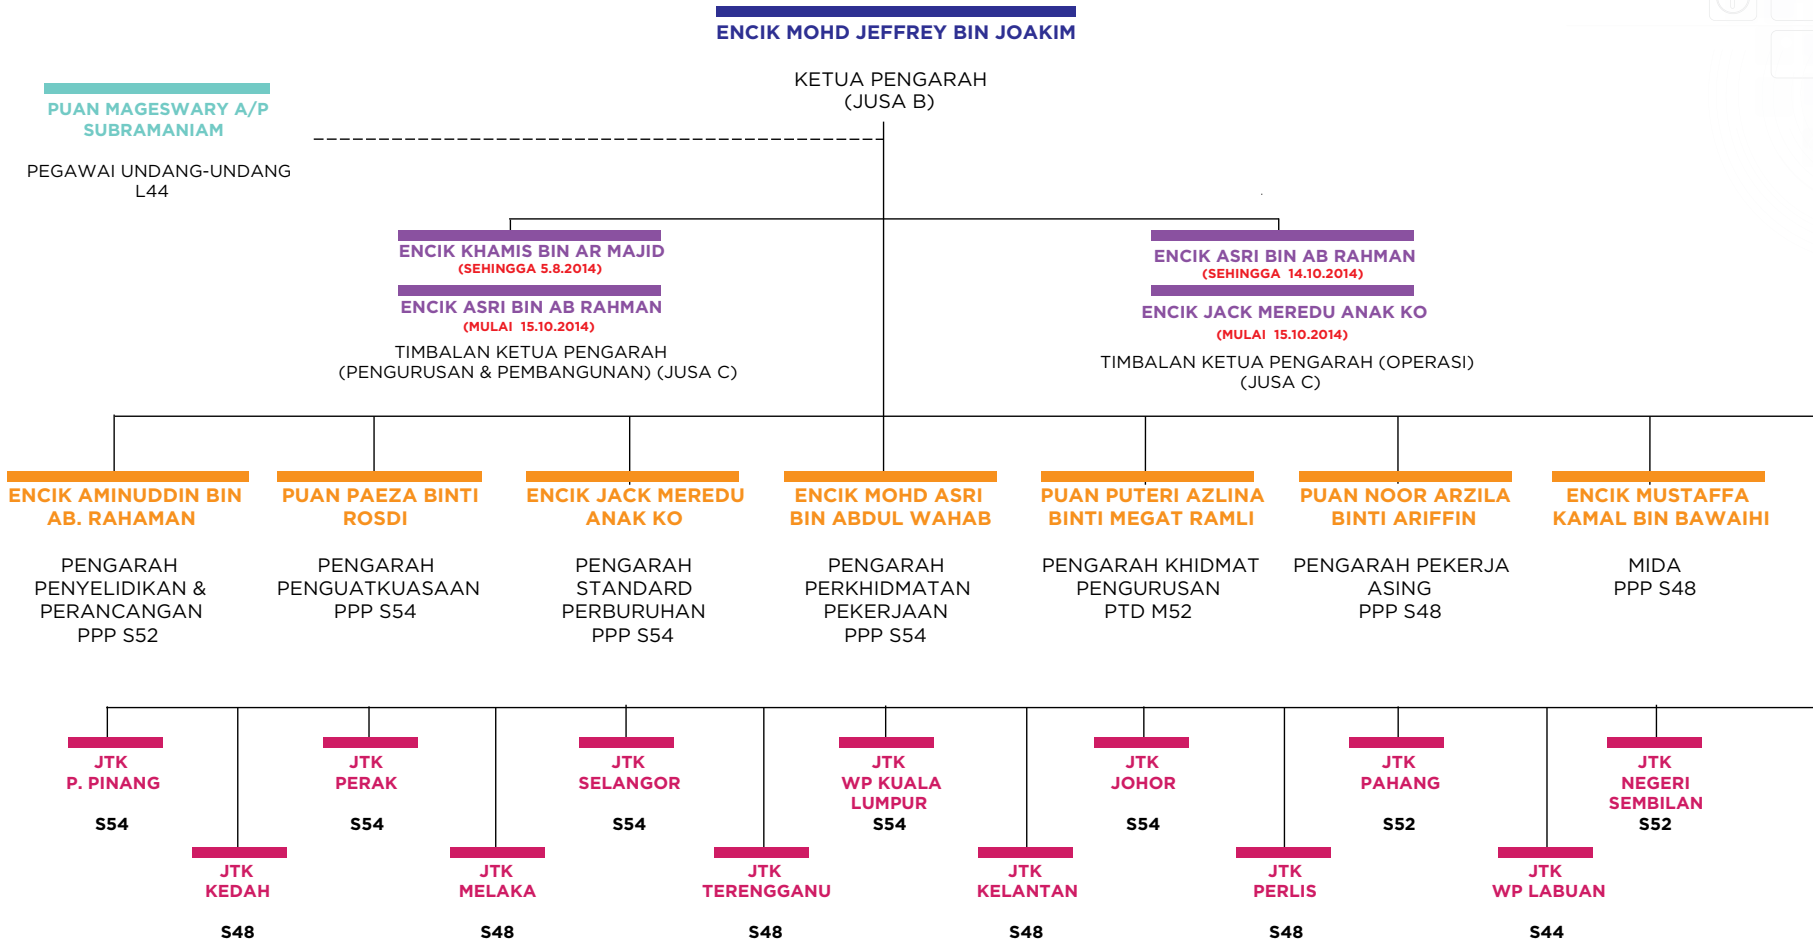 ENCIK MOHD JEFFREY BIN JOAKIM
KETUA PENGARAH
(JUSA B)
PUAN MAGESWARY A/P
SUBRAMANIAM
PEGAWAI UNDANG-UNDANG
L44
ENCIK KHAMIS BIN AR MAJID
(SEHINGGA 5.8.2014)
ENCIK ASRI BIN AB RAHMAN
(MULAI 15.10.2014)
TIMBALAN KETUA PENGARAH
(PENGURUSAN & PEMBANGUNAN) (JUSA C)
ENCIK ASRI BIN AB RAHMAN
(SEHINGGA 14.10.2014)
ENCIK JACK MEREDU ANAK KO
(MULAI 15.10.2014)
TIMBALAN KETUA PENGARAH (OPERASI)
(JUSA C)
ENCIK AMINUDDIN BIN
AB. RAHAMAN
PENGARAH
PENYELIDIKAN &
PERANCANGAN
PPP S52
PUAN PAEZA BINTI
ROSDI
PENGARAH
PENGUATKUASAAN
PPP S54
ENCIK JACK MEREDU
ANAK KO
PENGARAH
STANDARD
PERBURUHAN
PPP S54
ENCIK MOHD ASRI
BIN ABDUL WAHAB
PENGARAH
PERKHIDMATAN
PEKERJAAN
PPP S54
PUAN PUTERI AZLINA
BINTI MEGAT RAMLI
PENGARAH KHIDMAT
PENGURUSAN
PTD M52
PUAN NOOR ARZILA
BINTI ARIFFIN
PENGARAH PEKERJA
ASING
PPP S48
ENCIK MUSTAFFA
KAMAL BIN BAWAIHI
MIDA
PPP S48
JTK
P. PINANG
S54
JTK
PERAK
S54
JTK
SELANGOR
S54
JTK
WP KUALA
LUMPUR
S54
JTK
JOHOR
S54
JTK
PAHANG
S52
JTK
NEGERI
SEMBILAN
S52
JTK
KEDAH
S48
JTK
MELAKA
S48
JTK
TERENGGANU
S48
JTK
KELANTAN
S48
JTK
PERLIS
S48
JTK
WP LABUAN
S44